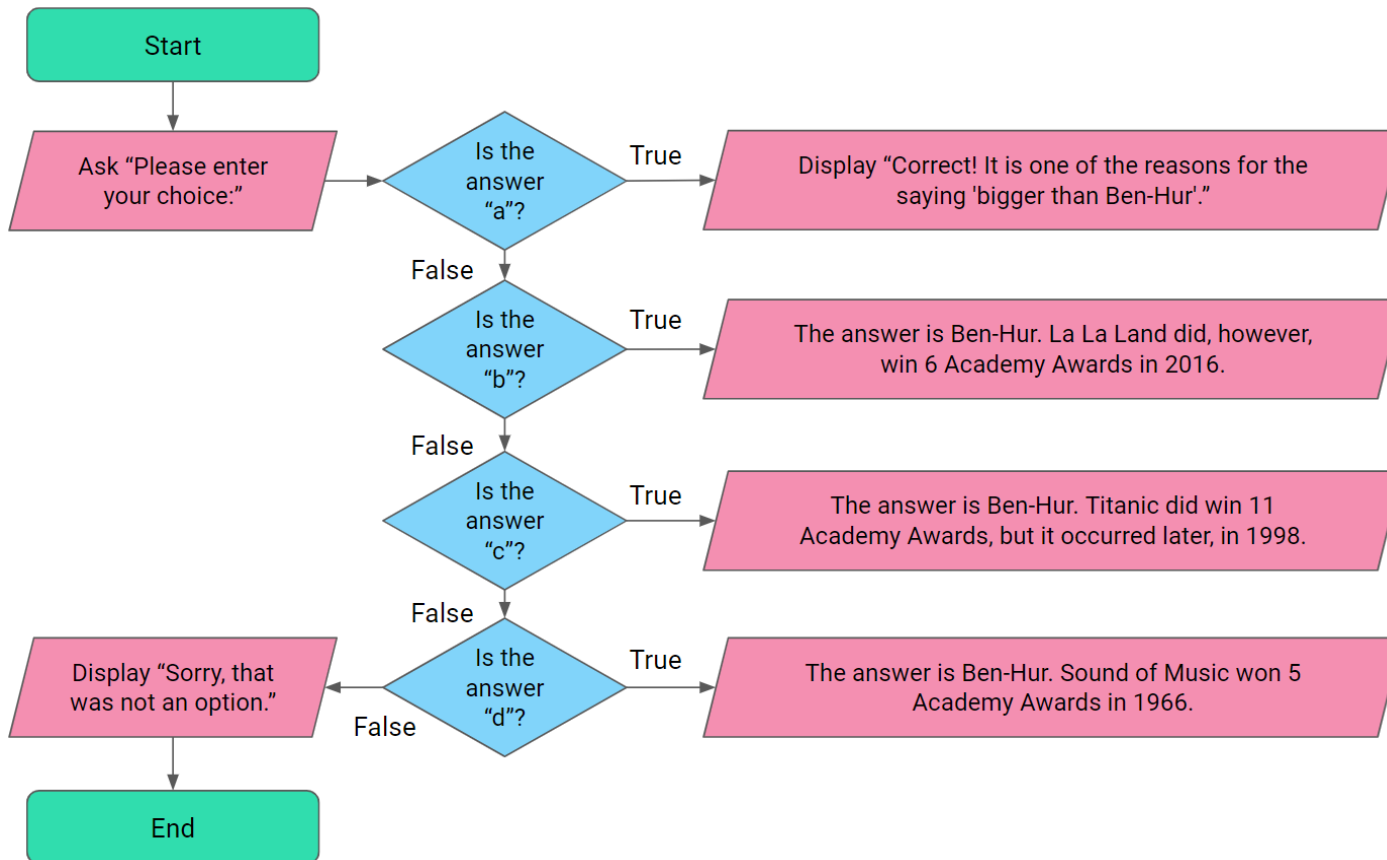 Start
Ask “Please enter
your choice:”
Is the
answer
“a”?
True
Display “Correct! It is one of the reasons for the
saying 'bigger than Ben-Hur'.”
False
Is the
answer
“b”?
True
The answer is Ben-Hur. La La Land did, however,
win 6 Academy Awards in 2016.
False
Is the
answer
“c”?
True
The answer is Ben-Hur. Titanic did win 11
Academy Awards, but it occurred later, in 1998.
False
Is the
answer
“d”?
True
The answer is Ben-Hur. Sound of Music won 5
Academy Awards in 1966.
False
Display “Sorry, that
was not an option.”
End